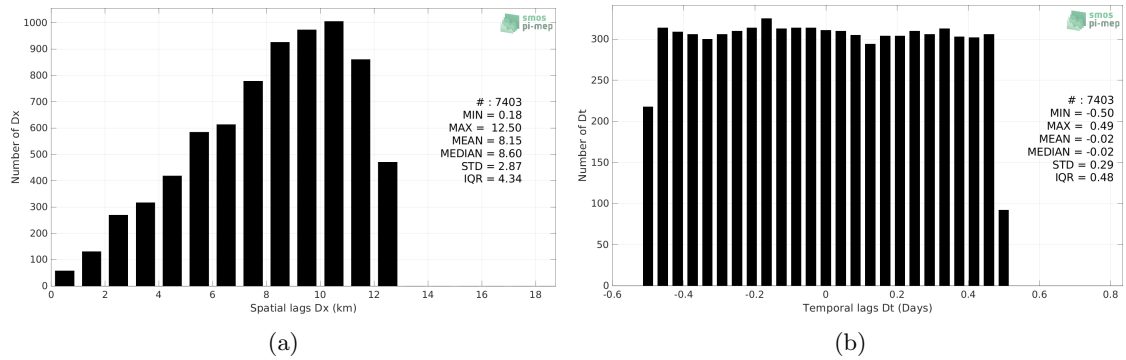 smos
pi-mep
Number of Dx
1000
900
800
700
600
500
400
300
200
100
0
# : 7403
MIN = 0.18
MAX = 12.50
MEAN = 8.15
MEDIAN = 8.60
STD = 2.87
IQR = 4.34
0 2 4 6 8 10 12 14 16 18
Spatial lags Dx (km)
(a)
smos
pi-mep
Number of Dt
300
250
200
150
100
50
0
# : 7403
MIN = -0.50
MAX = 0.49
MEAN = -0.02
MEDIAN = -0.02
STD = 0.29
IQR = 0.48
-0.6 -0.4 -0.2 0 0.2 0.4 0.6 0.8
Temporal lags Dt (Days)
(b)